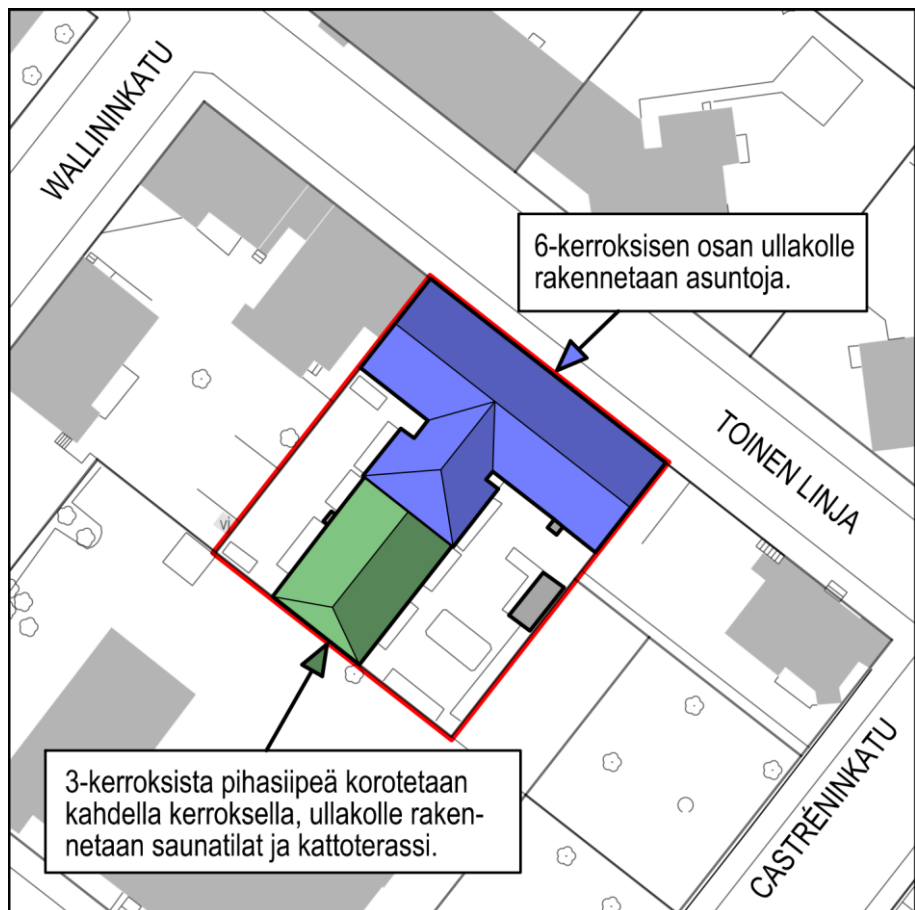 WALLININKATU
6-kerroksisen osan ullakolle
rakennetaan asuntoja.
TOINEN LINJA
vj
3-kerroksista pihasiipeä korotetaan
kahdella kerroksella, ullakolle raken-
netaan saunatilat ja kattoterassi.
CASTRÉNINKATU